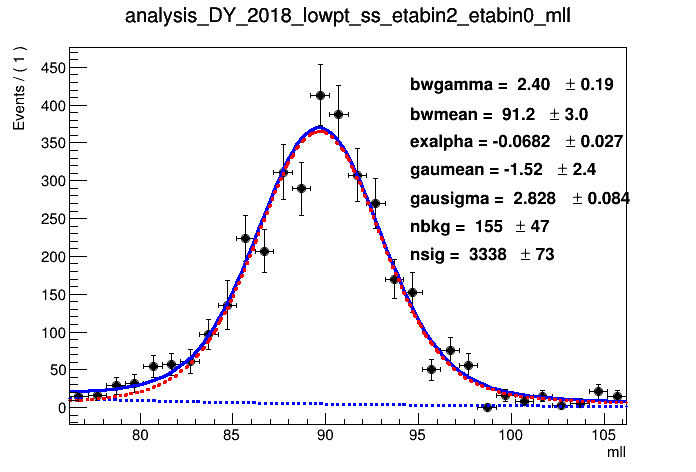 analysis_DY_2018_lowpt_ss_etabin2_etabin0_mll
Events / ( 1 )
450
400
350
300
250
200
150
100
50
0
bwgamma = 2.40 ± 0.19
bwmean = 91.2 ± 3.0
exalpha = -0.0682 ± 0.027
gaumean = -1.52 ± 2.4
gausigma = 2.828 ± 0.084
nbkg = 155 ± 47
nsig = 3338 ± 73
80 85 90 95 100 105
mll